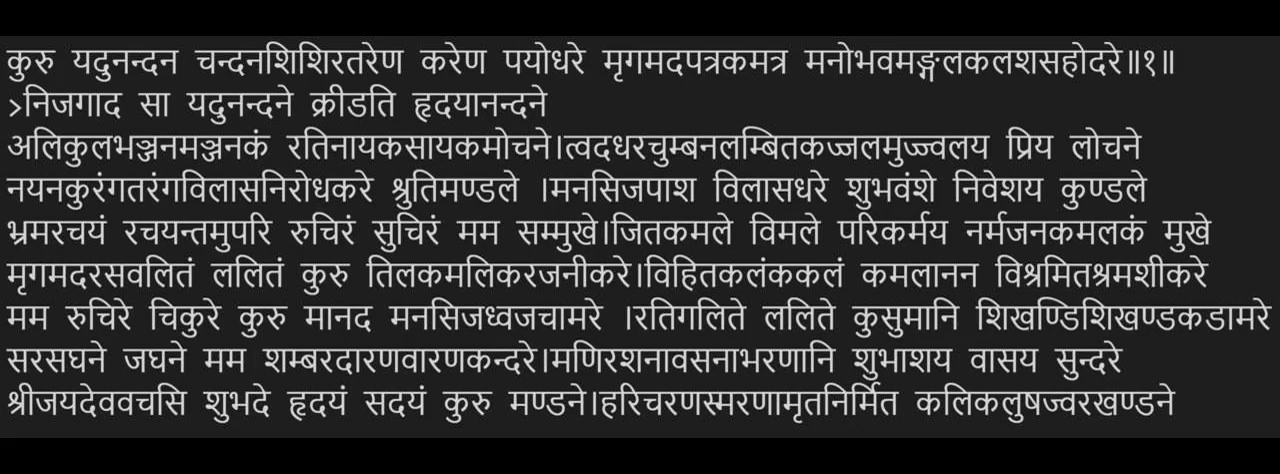 कुरु यदुनन्दन चन्दनशिशिरतरेण करेण पयोधरे मृगमदपत्रकमत्र मनोभवमङ्गलकलशसहोदरे॥१॥
>निजगाद सा यदुनन्दने क्रीडति हृदयानन्दने
अलिकुलभञ्जनमञ्जनकं रतिनायकसायकमोचने।त्वदधरचुम्बनलम्बितकज्जलमुज्ज्वलय प्रिय लोचने
नयनकुरंगतरंगविलासनिरोधकरे श्रुतिमण्डले ।मनसिजपाश विलासधरे शुभवंशे निवेशय कुण्डले
भ्रमरचयं रचयन्तमुपरि रुचिरं सुचिरं मम सम्मुखे।जितकमले विमले परिकर्मय नर्मजनकमलकं मुखे
मृगमदरसवलितं ललितं कुरु तिलकमलिकरजनीकरे।विहितकलंककलं कमलानन विश्रमितश्रमशीकरे
मम रुचिरे चिकुरे कुरु मानद मनसिजध्वजचामरे ।रतिगलिते ललिते कुसुमानि शिखण्डिशिखण्डकडामरे
सरसघने जघने मम शम्बरदारणवारणकन्दरे।मणिरशनावसनाभरणानि शुभाशय वासय सुन्दरे
श्रीजयदेववचसि शुभदे हृदयं सदयं कुरु मण्डने।हरिचरणस्मरणामृतनिर्मित कलिकलुषज्वरखण्डने